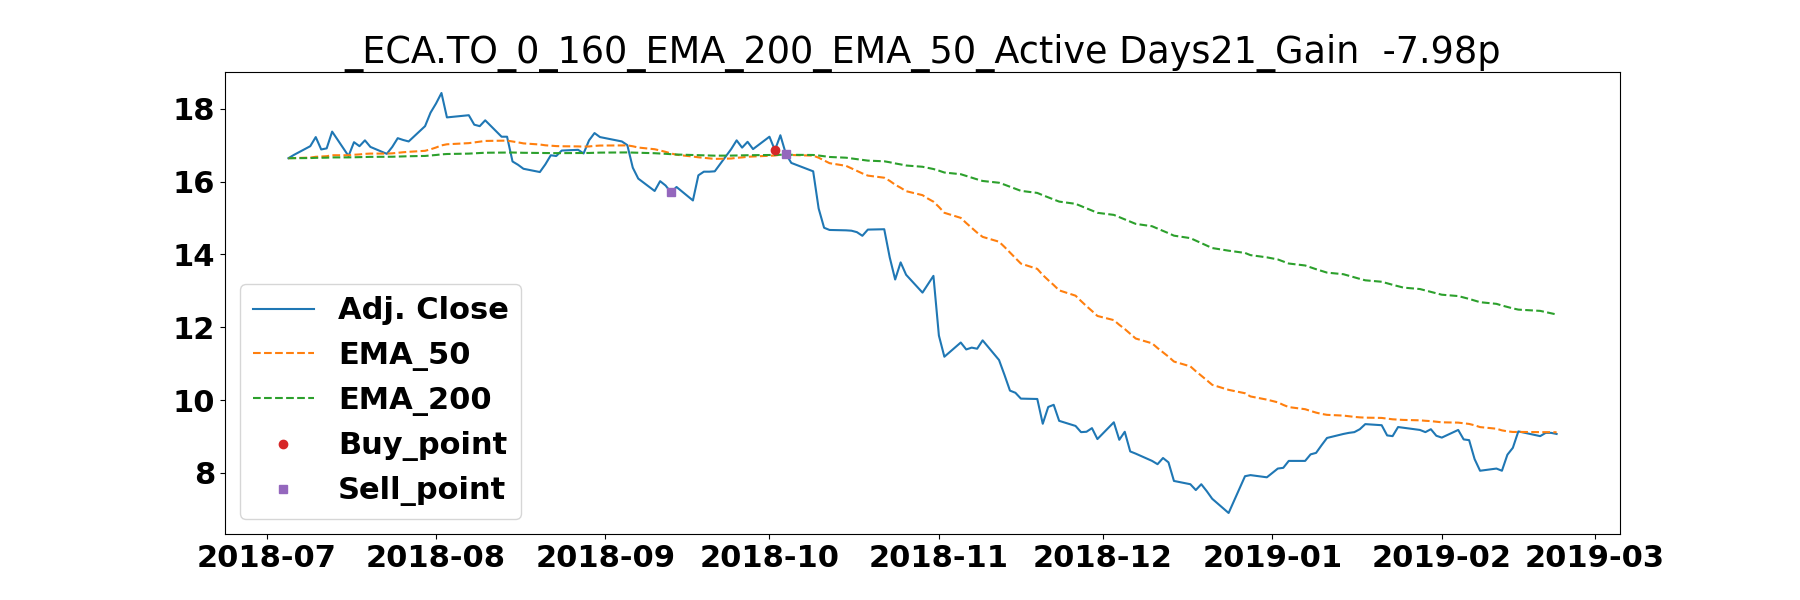 _ECA.TO_0_160_EMA_200_EMA_50_Active Days21_Gain  -7.98p
18
16
14
12
10
8
Adj. Close
EMA_50
EMA_200
Buy_point
Sell_point
2018-07 2018-08 2018-09 2018-10 2018-11 2018-12 2019-01 2019-02 2019-03